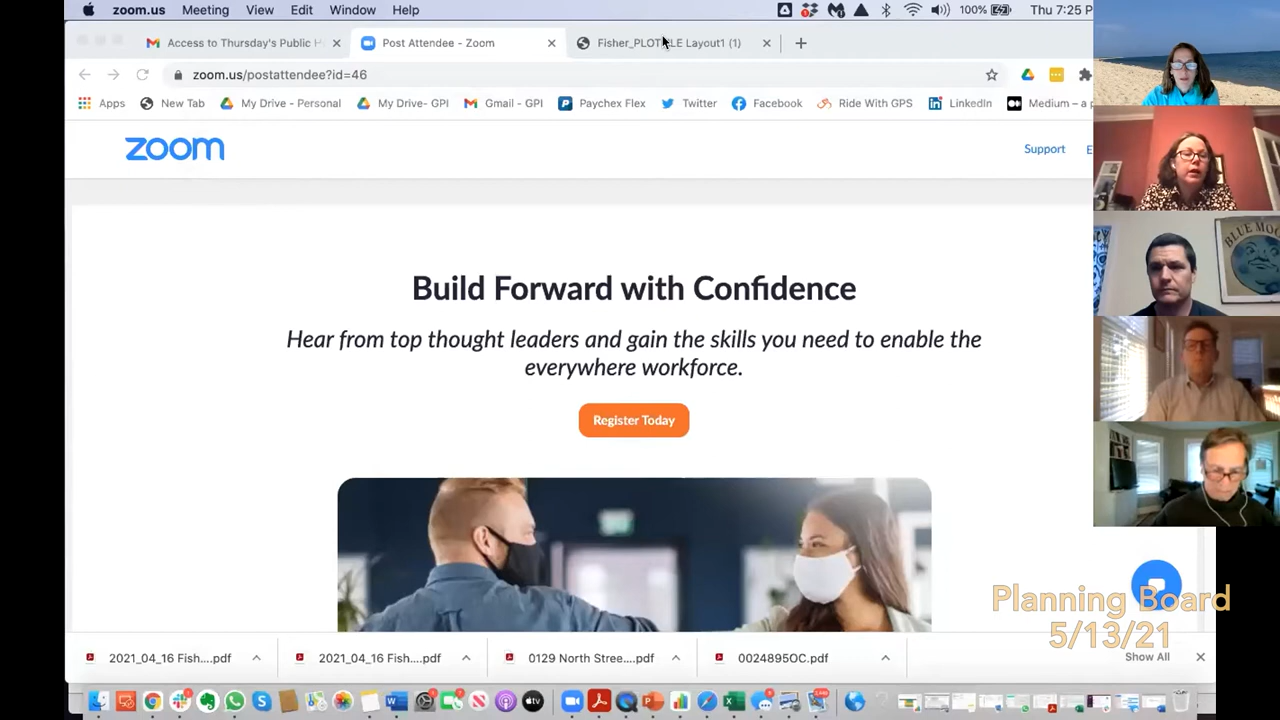 zoom.us Meeting View Edit Window Help 100% Thu 7:25 P
Access to Thursday's Public H
Post Attendee - Zoom
Layout1 (1)
zoom.us/postattendee?id=46
Apps New Tab My Drive - Personal My Drive- GPI Gmail - GPI Paychex Flex Twitter Facebook Ride With GPS LinkedIn Medium – a p
zoom
Support E
Build Forward with Confidence
Hear from top thought leaders and gain the skills you need to enable the
everywhere workforce.
Register Today
BLUE MOO
Planning Board
5/13/21
2021_04_16 Fish....pdf
2021_04_16 Fish....pdf
0129 North Stree....pdf
0024895OC.pdf
Show All